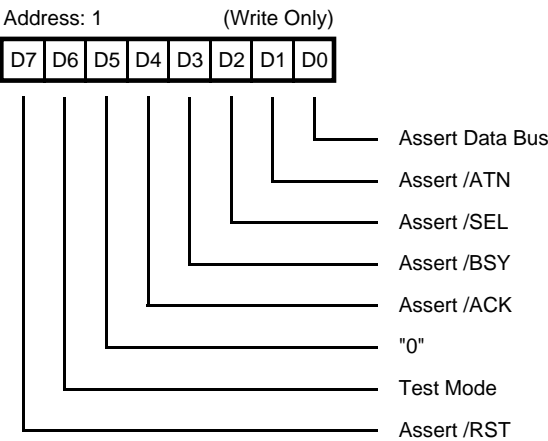 Address: 1 (Write Only)
D7 D6 D5 D4 D3 D2 D1 D0
Assert Data Bus
Assert /ATN
Assert /SEL
Assert /BSY
Assert /ACK
"0"
Test Mode
Assert /RST